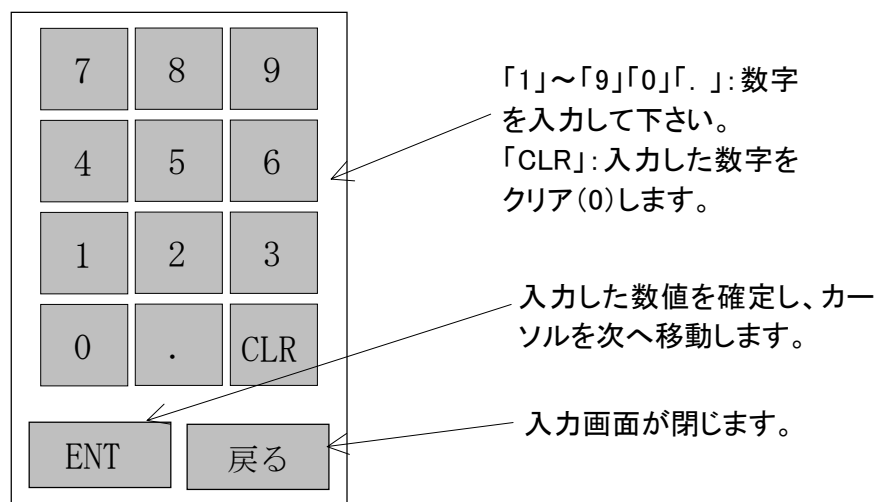 7 8 9
4 5 6
1 2 3
0 . CLR
ENT 戻る
「1」～「9」「0」「. 」:数字
を入力して下さい。
「CLR」:入力した数字を
クリア(0)します。
入力した数値を確定し、カー
ソルを次へ移動します。
入力画面が閉じます。